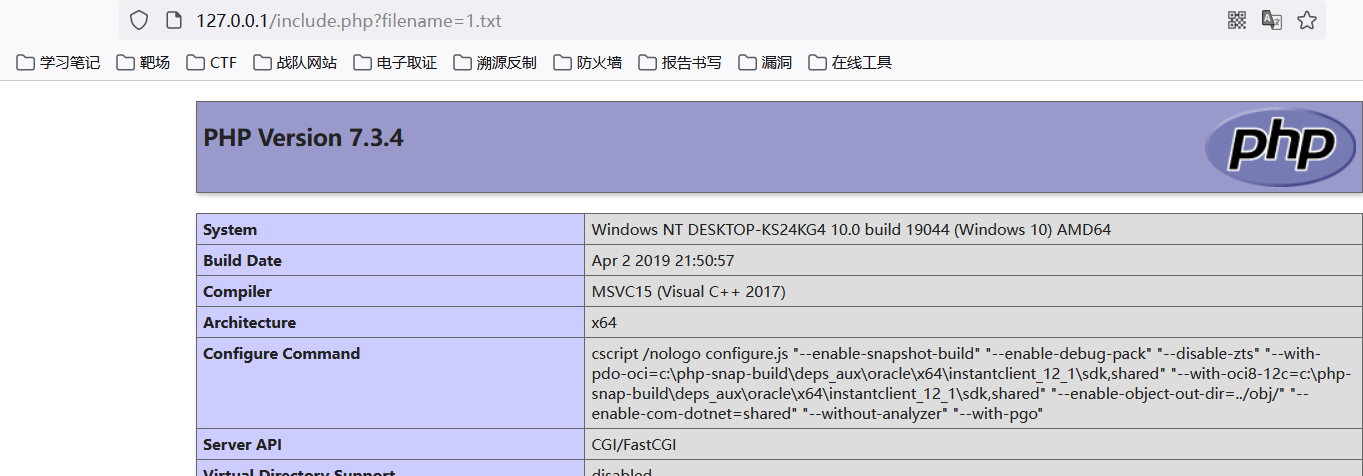 127.0.0.1/include.php?filename=1.txt
学习笔记 靶场 CTF 战队网站 电子取证 溯源反制 防火墙 报告书写 漏洞 在线工具
PHP Version 7.3.4
php
System Windows NT DESKTOP-KS24KG4 10.0 build 19044 (Windows 10) AMD64
Build Date Apr 2 2019 21:50:57
Compiler MSVC15 (Visual C++ 2017)
Architecture x64
Configure Command cscript /nologo configure.js "--enable-snapshot-build" "--enable-debug-pack" "--disable-zts" "--with-
pdo-oci=c:\php-snap-build\deps_aux\oracle\x64\instantclient_12_1\sdk,shared" "--with-oci8-12c=c:\php-
snap-build\deps_aux\oracle\x64\instantclient_12_1\sdk,shared" "--enable-object-out-dir=../obj/" "--
enable-com-dotnet=shared" "--without-analyzer" "--with-pgo"
Server API CGI/FastCGI
Virtual Directory Support disabled